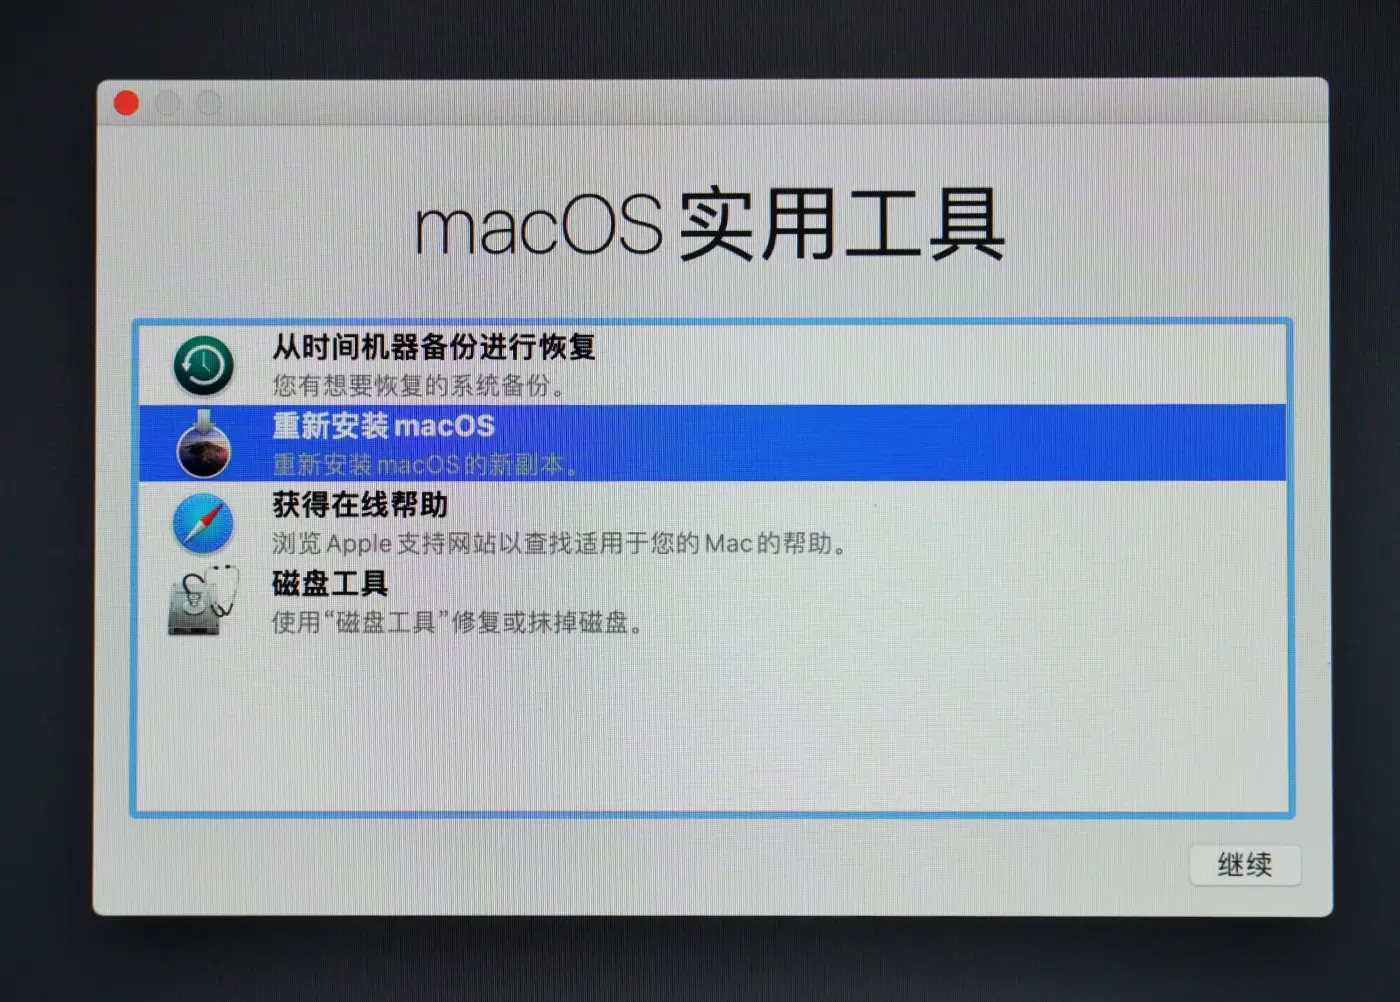 macOS 实用工具
从时间机器备份进行恢复
您有想要恢复的系统备份。
重新安装 macOS
重新安装 macOS 的新副本。
获得在线帮助
浏览 Apple 支持网站以查找适用于您的 Mac 的帮助。
磁盘工具
使用“磁盘工具”修复或抹掉磁盘。
继续